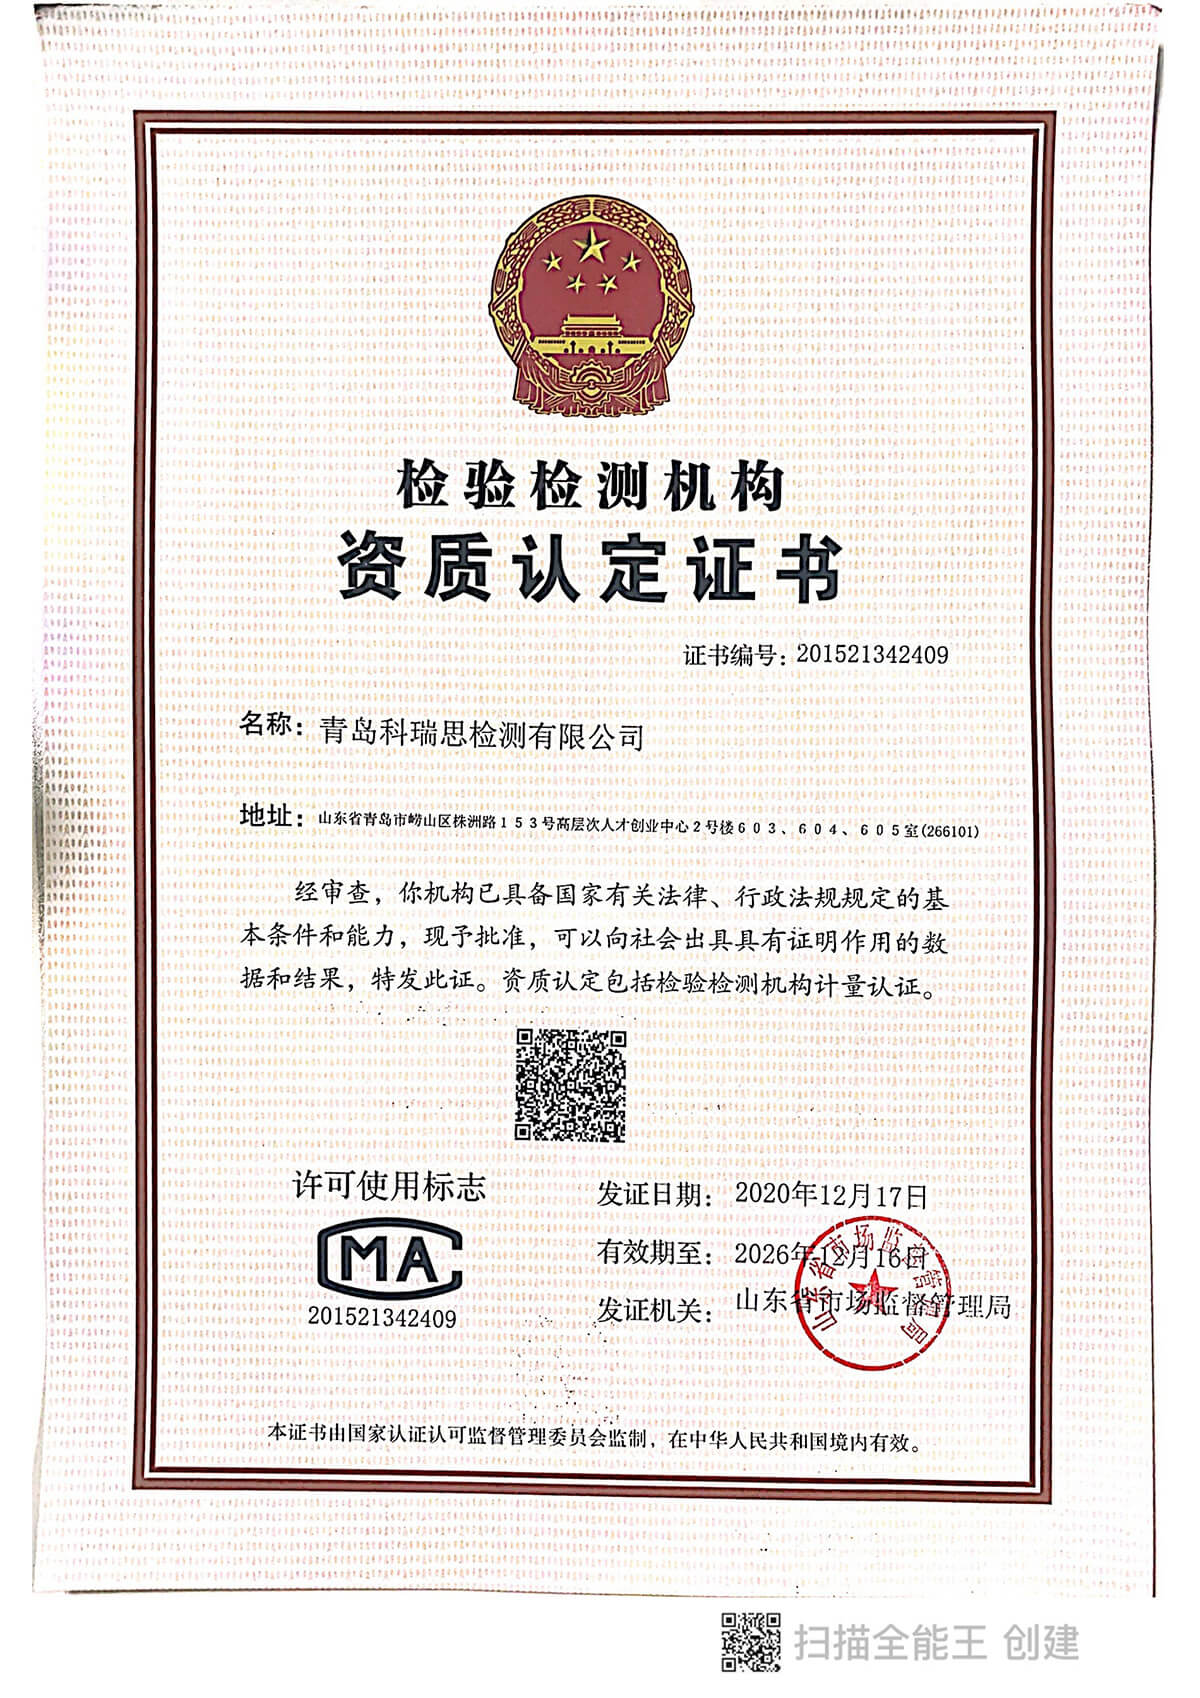 检验检测机构
资质认定证书
证书编号: 201521342409
名称: 青岛科瑞思检测有限公司
地址: 山东省青岛市崂山区株洲路153号高层次人才创业中心2号楼603、604、605室(266101)
经审查，你机构已具备国家有关法律、行政法规规定的基
本条件和能力，现予批准，可以向社会出具具有证明作用的数
据和结果，特发此证。资质认定包括检验检测机构计量认证。
许可使用标志
MA
201521342409
发证日期: 2020年12月17日
有效期至: 2026年12月16日
发证机关: 山东省市场监督管理局
山东省市场监督管理局
本证书由国家认证认可监督管理委员会监制，在中华人民共和国境内有效。
扫描全能王 创建